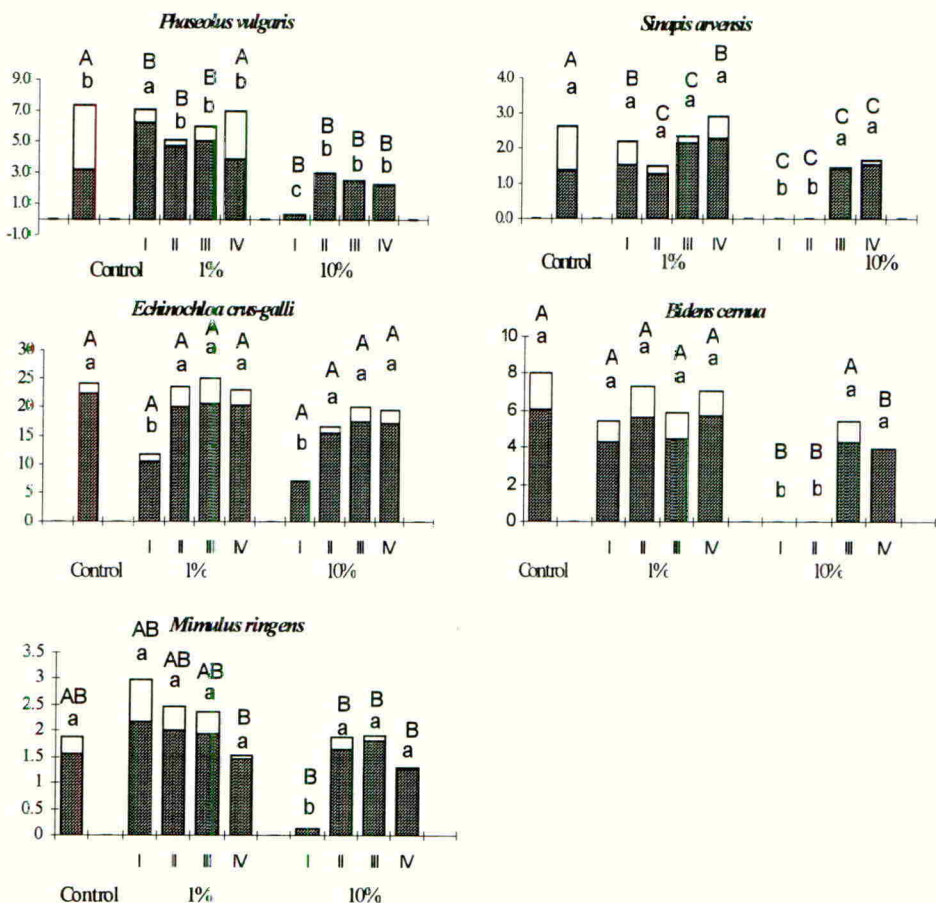 Phaseolus vulgaris
A B B B A
b a b b b
B B B B
c b b b
9.0
7.0
5.0
3.0
1.0
-1.0
I II III IV I II III IV
Control 1% 10%
Sinapis arvensis
A B C C B
a a a a a
C C C C
b b a a
4.0
3.0
2.0
1.0
0.0
I II III IV I II III IV
Control 1% 10%
Echinochloa crus-galli
A A A A A
a b a a a
A A A A
b a a a
30
25
20
15
10
5
0
I II III IV I II III IV
Control 1% 10%
Bidens cernua
A A A A A
a a a a a
B B A B
b b a a
10
8
6
4
2
0
I II III IV I II III IV
Control 1% 10%
Mimulus ringens
AB AB AB AB B
a a a a a
B B B B
b a a a
3.5
3
2.5
2
1.5
1
0.5
0
I II III IV I II III IV
Control 1% 10%